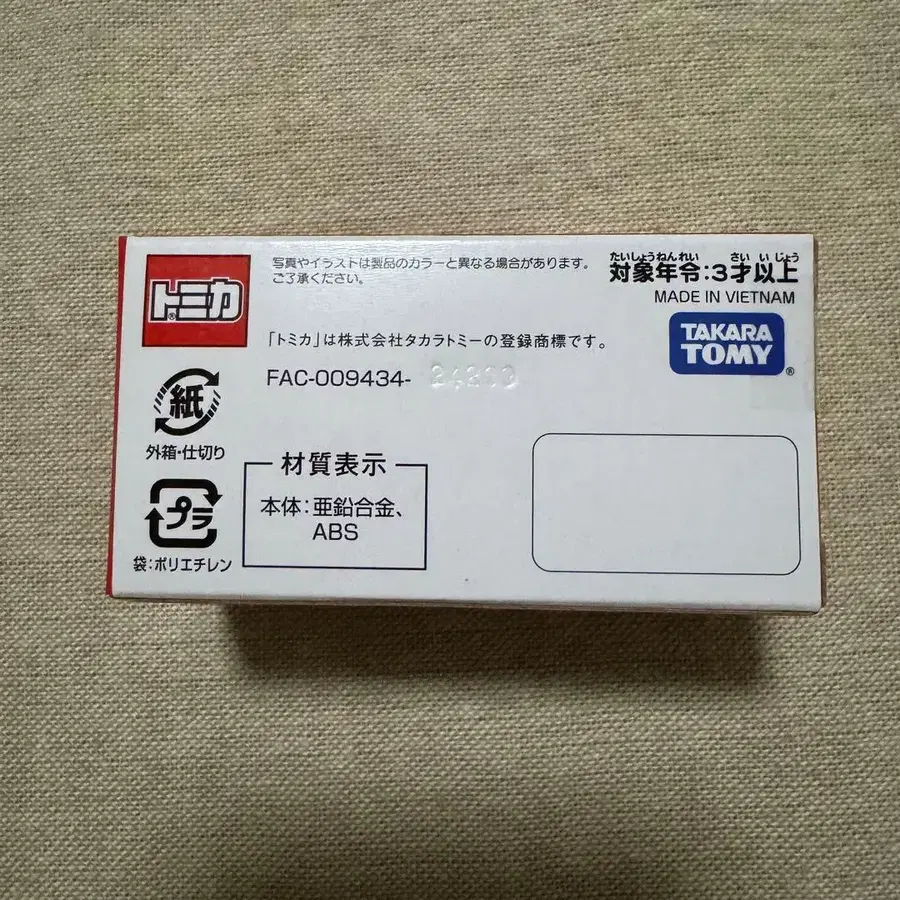 トミカ®
写真やイラストは製品のカラーと異なる場合があります。
ご了承ください。
たいしょうねんれい さい いじょう
対象年令:3才以上
MADE IN VIETNAM
「トミカ」は株式会社タカラトミーの登録商標です。
TAKARA
TOMY®
FAC-009434-
紙
外箱・仕切り
プラ
袋:ポリエチレン
材質表示
本体:亜鉛合金、
ABS